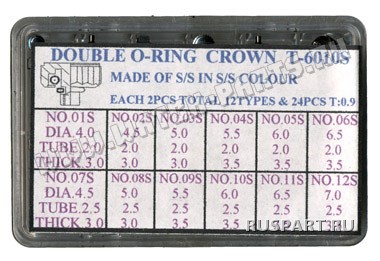 DOUBLE O-RING CROWN T-6010S
MADE OF S/S IN S/S COLOUR
EACH 2PCS TOTAL 12TYPES & 24PCS T:0.9
NO.01S NO.02S NO.03S NO.04S NO.05S NO.06S
DIA.4.0 4.5 5.0 5.5 6.0 6.5
TUBE 2.0 2.0 2.0 2.0 2.0 2.0
THICK 3.0 3.0 3.5 3.5 3.5 3.5
NO.07S NO.08S NO.09S NO.10S NO.11S NO.12S
DIA.4.5 5.0 5.5 6.0 6.5 7.0
TUBE.2.5 2.5 2.5 2.5 2.5 2.5
THICK 3.0 3.0 3.5 3.5 3.5 3.5
RUSPART.RU